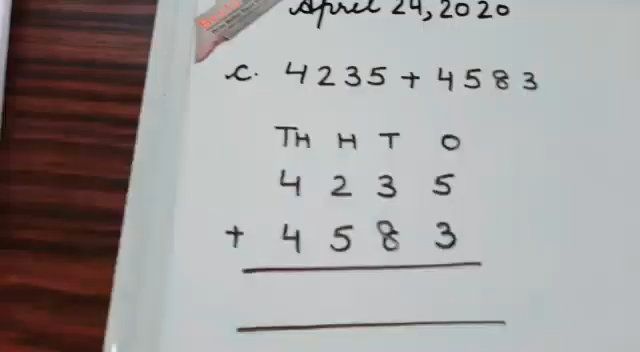 April 24, 2020
c. 4235 + 4583
TH H T O
4 2 3 5
+ 4 5 8 3